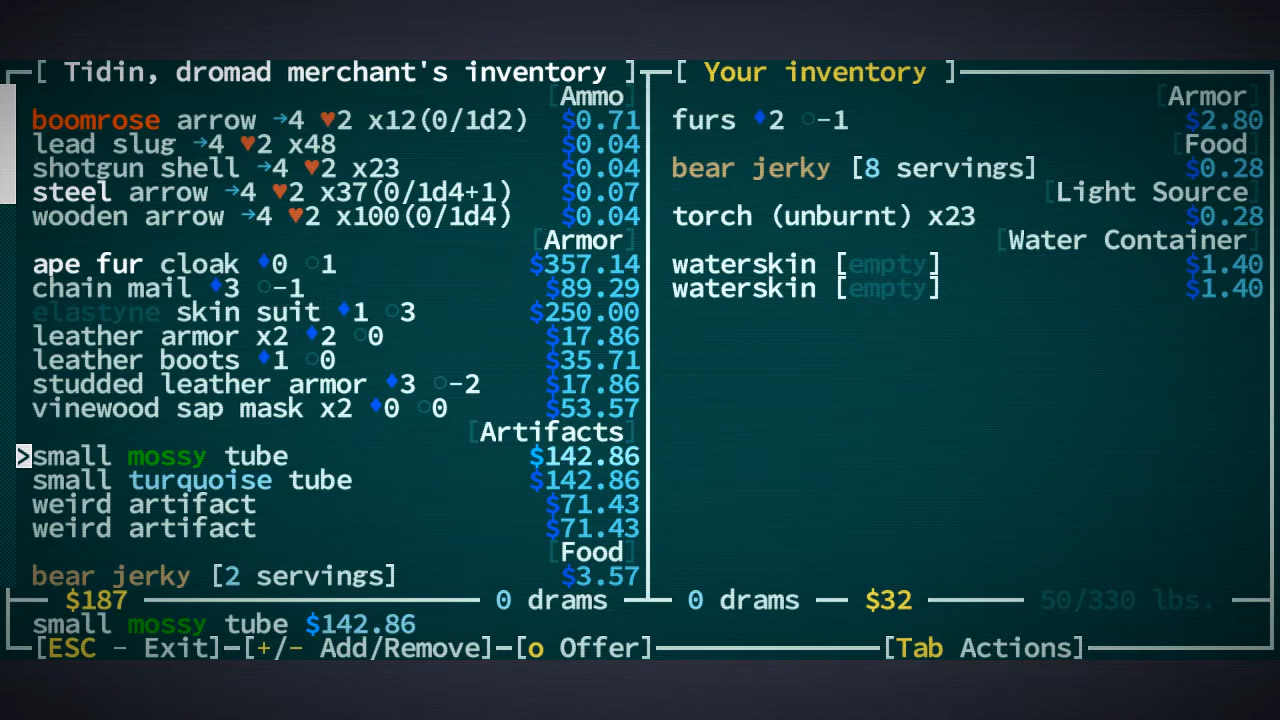 [ Tidin, dromad merchant's inventory ]
[Ammo]
boomrose arrow →4 ♥2 x12(0/1d2) $0.71
lead slug →4 ♥2 x48 $0.04
shotgun shell →4 ♥2 x23 $0.04
steel arrow →4 ♥2 x37(0/1d4+1) $0.07
wooden arrow →4 ♥2 x100(0/1d4) $0.04
[Armor]
ape fur cloak ♦0 ○1 $357.14
chain mail ♦3 ○-1 $89.29
elastyne skin suit ♦1 ○3 $250.00
leather armor x2 ♦2 ○0 $17.86
leather boots ♦1 ○0 $35.71
studded leather armor ♦3 ○-2 $17.86
vinewood sap mask x2 ♦0 ○0 $53.57
[Artifacts]
>small mossy tube $142.86
small turquoise tube $142.86
weird artifact $71.43
weird artifact $71.43
[Food]
bear jerky [2 servings] $3.57
$187 0 drams
[ Your inventory ]
[Armor]
furs ♦2 ○-1 $2.80
[Food]
bear jerky [8 servings] $0.28
[Light Source]
torch (unburnt) x23 $0.28
[Water Container]
waterskin [empty] $1.40
waterskin [empty] $1.40
0 drams $32 50/330 lbs.
small mossy tube $142.86
[ESC - Exit] [+/- Add/Remove] [o Offer] [Tab Actions]